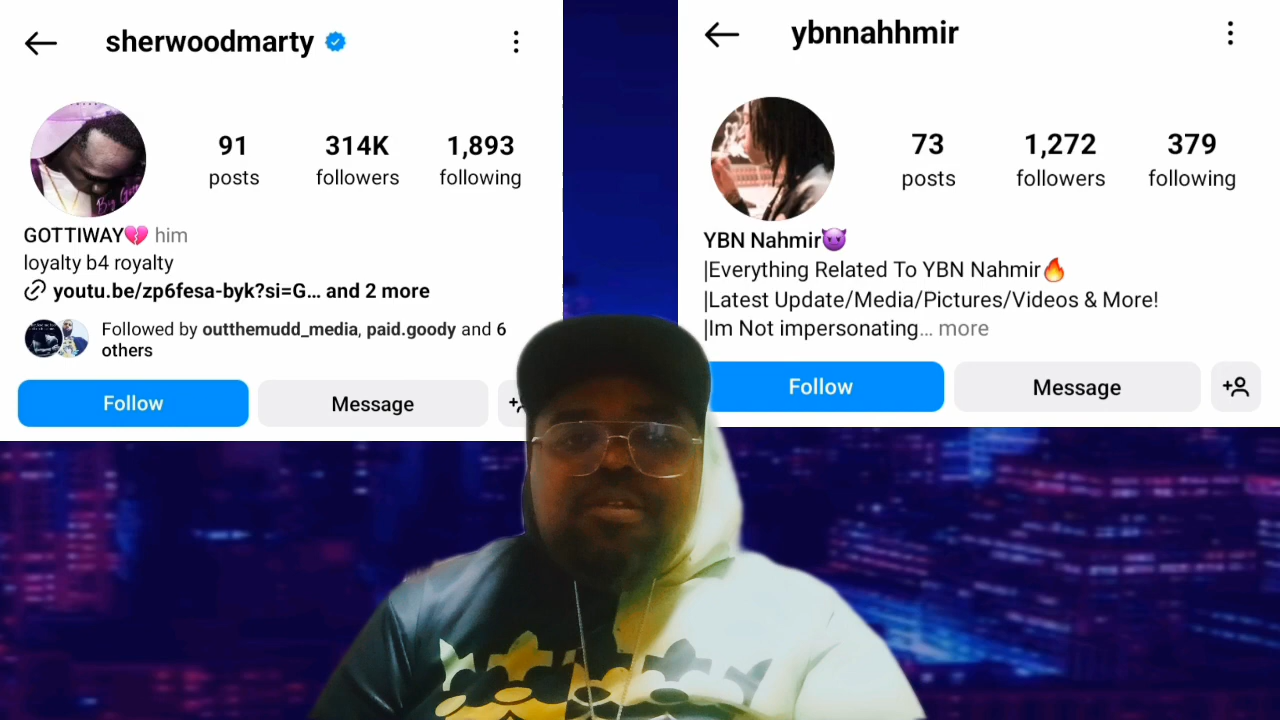 sherwoodmarty
91 314K 1,893
posts followers following
GOTTIWAY💔 him
loyalty b4 royalty
youtu.be/zp6fesa-byk?si=G... and 2 more
Followed by outthemudd_media, paid.goody and 6
others
Follow Message
ybnnahhmir
73 1,272 379
posts followers following
YBN Nahmir😈
|Everything Related To YBN Nahmir🔥
|Latest Update/Media/Pictures/Videos & More!
|Im Not impersonating... more
Follow Message